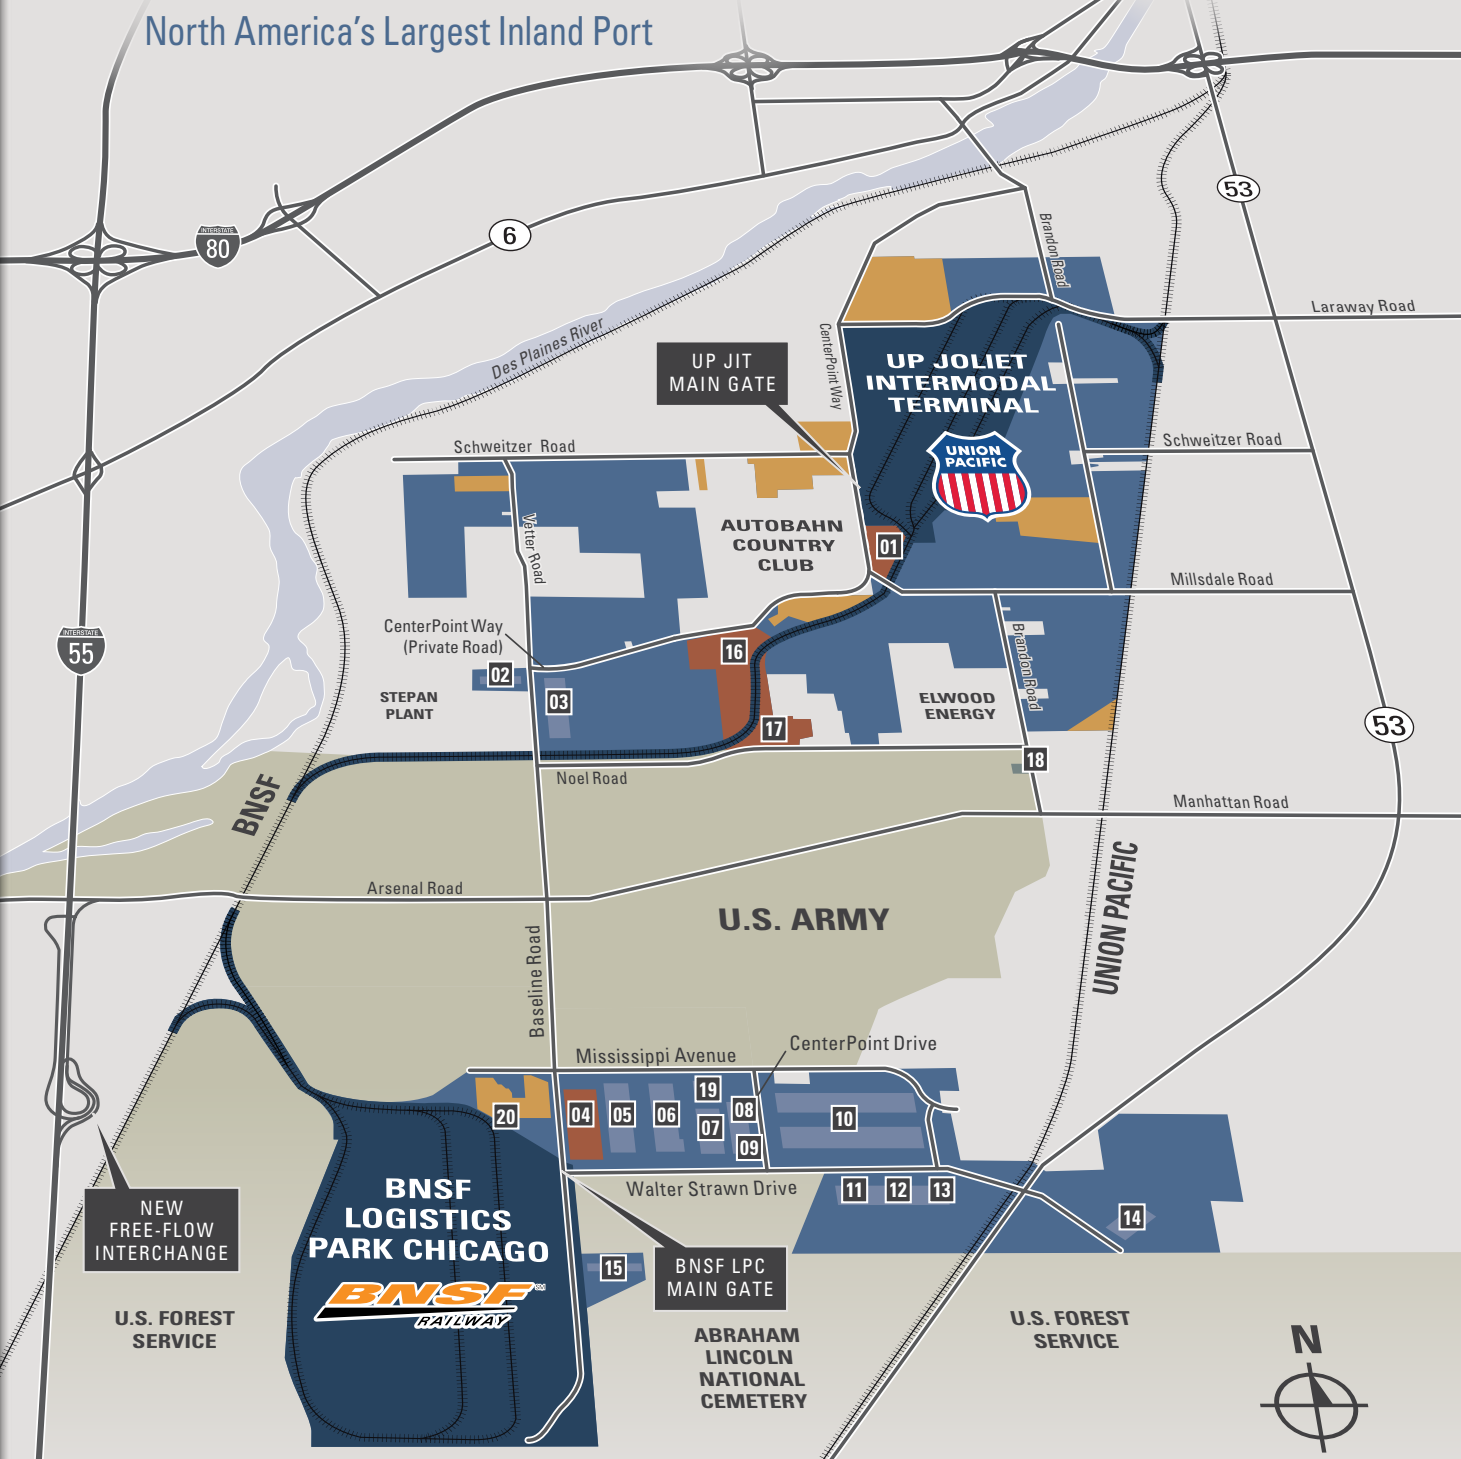 North America's Largest Inland Port
53
INTERSTATE
80
6
Brandon Road
Laraway Road
Des Plaines River
CenterPoint Way
UP JIT
MAIN GATE
UP JOLIET
INTERMODAL
TERMINAL
UNION
PACIFIC
Schweitzer Road
Schweitzer Road
Vetter Road
AUTOBAHN
COUNTRY
CLUB
01
Millsdale Road
CenterPoint Way
(Private Road)
INTERSTATE
55
Brandon Road
16
02
03
STEPAN
PLANT
ELWOOD
ENERGY
17
53
18
Noel Road
BNSF
Manhattan Road
Arsenal Road
U.S. ARMY
UNION PACIFIC
Baseline Road
CenterPoint Drive
Mississippi Avenue
19
20
04
05
06
07
08
09
10
Walter Strawn Drive
11
12
13
14
BNSF
LOGISTICS
PARK CHICAGO
BNSF
SM
RAILWAY
NEW
FREE-FLOW
INTERCHANGE
15
BNSF LPC
MAIN GATE
U.S. FOREST
SERVICE
ABRAHAM
LINCOLN
NATIONAL
CEMETERY
U.S. FOREST
SERVICE
N